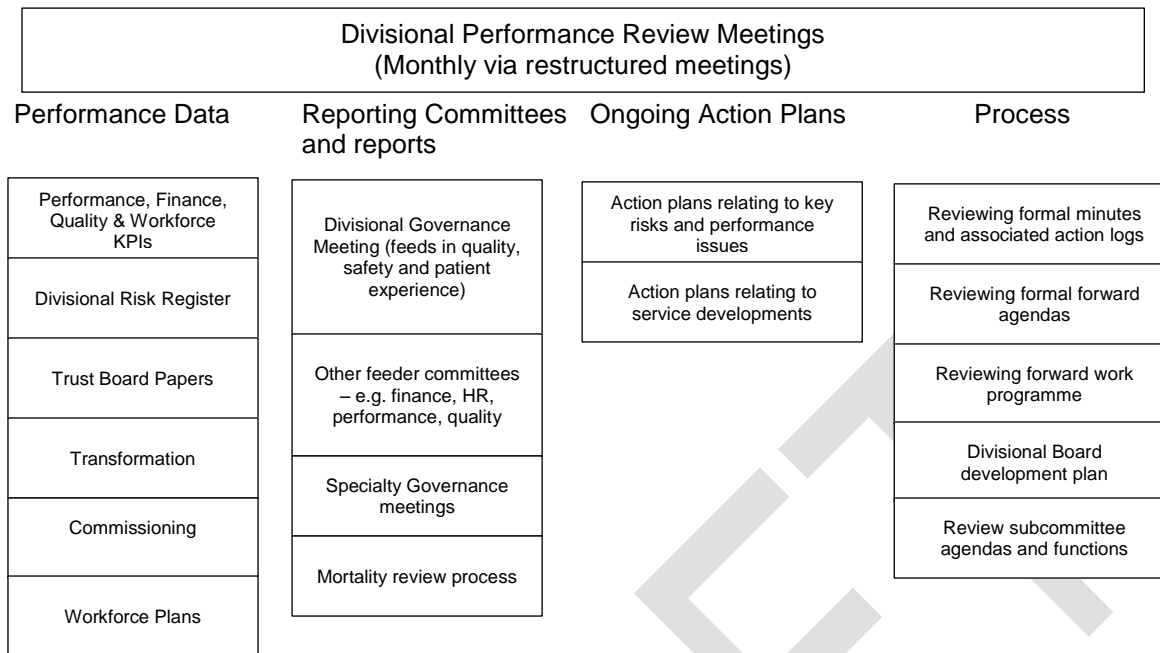 Divisional Performance Review Meetings
(Monthly via restructured meetings)
Performance Data
Performance, Finance,
Quality & Workforce
KPIs
Divisional Risk Register
Trust Board Papers
Transformation
Commissioning
Workforce Plans
Reporting Committees
and reports
Divisional Governance
Meeting (feeds in quality,
safety and patient
experience)
Other feeder committees
– e.g. finance, HR,
performance, quality
Specialty Governance
meetings
Mortality review process
Ongoing Action Plans
Action plans relating to key
risks and performance
issues
Action plans relating to
service developments
Process
Reviewing formal minutes
and associated action logs
Reviewing formal forward
agendas
Reviewing forward work
programme
Divisional Board
development plan
Review subcommittee
agendas and functions